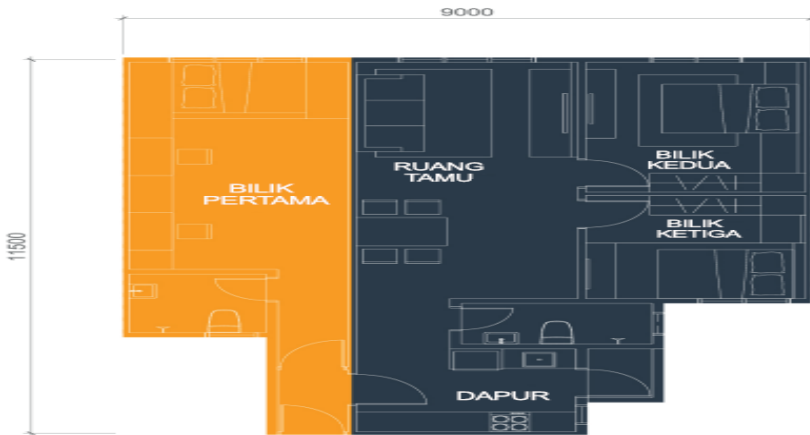 9000
11500
BILIK
PERTAMA
RUANG
TAMU
BILIK
KEDUA
BILIK
KETIGA
DAPUR